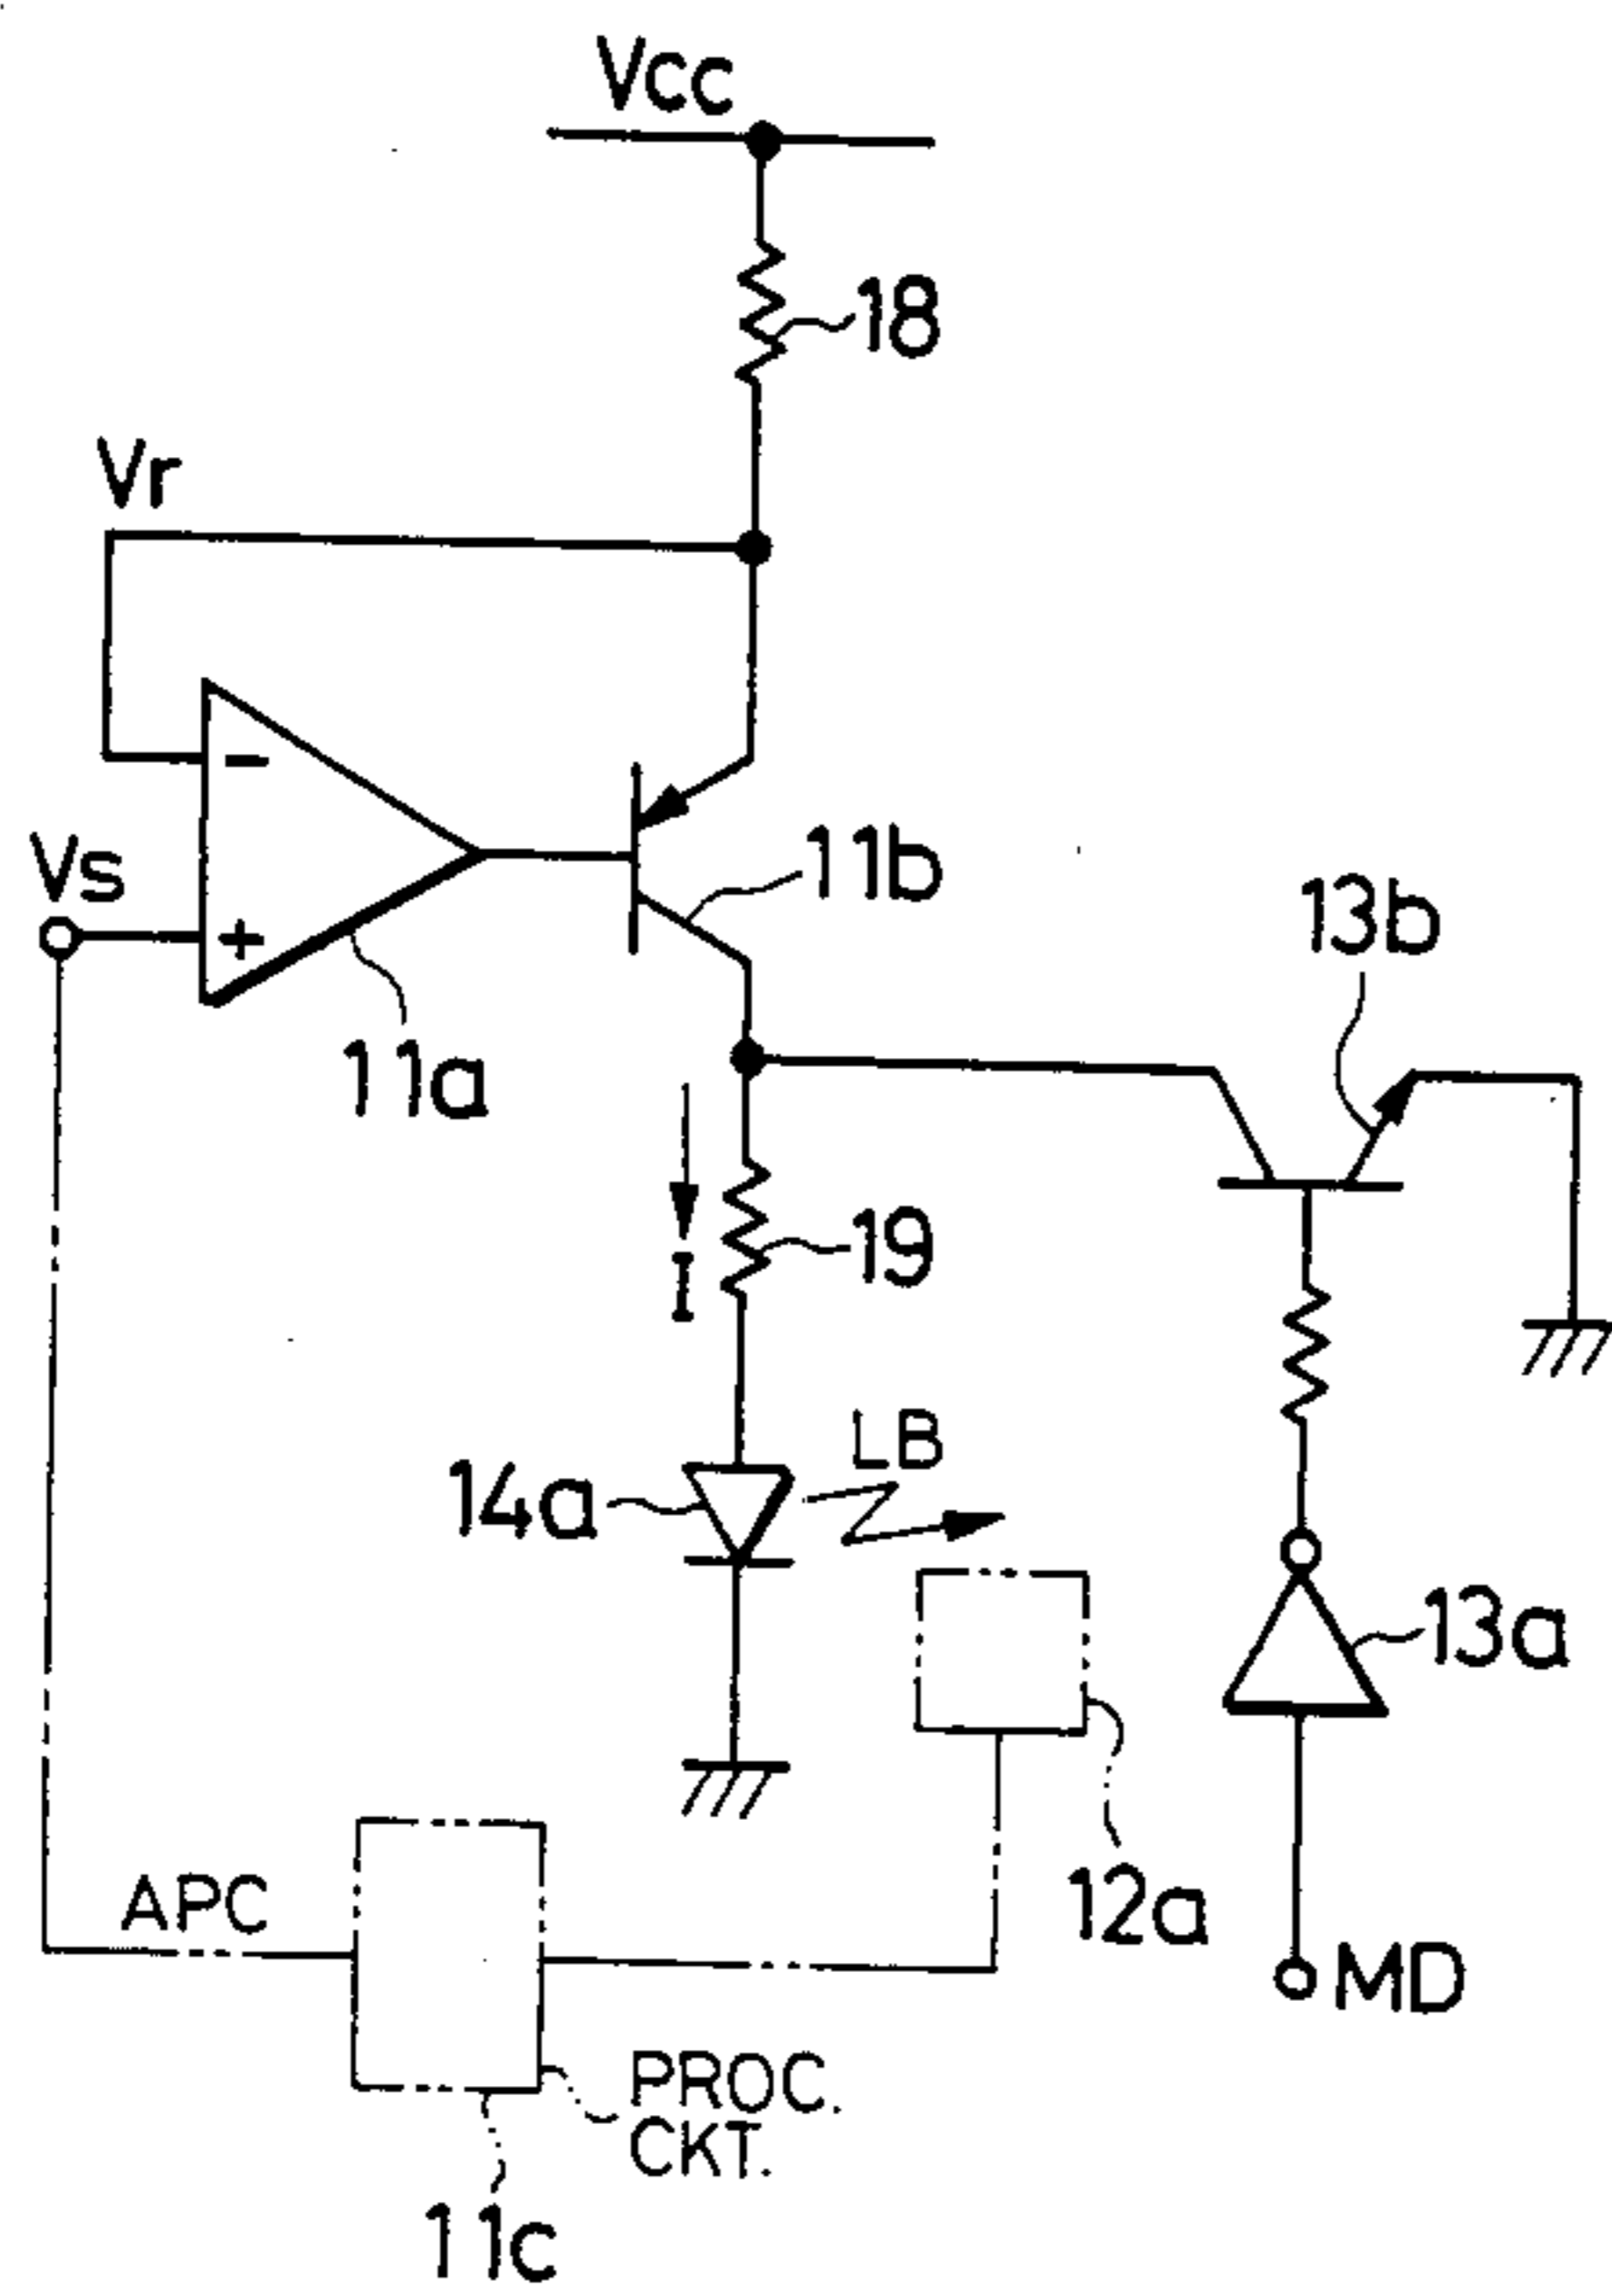 Vcc
18
Vr
-
Vs
+
11b
13b
11a
19
I
LB
14a
13a
12a
APC
MD
PROC.
CKT.
11c